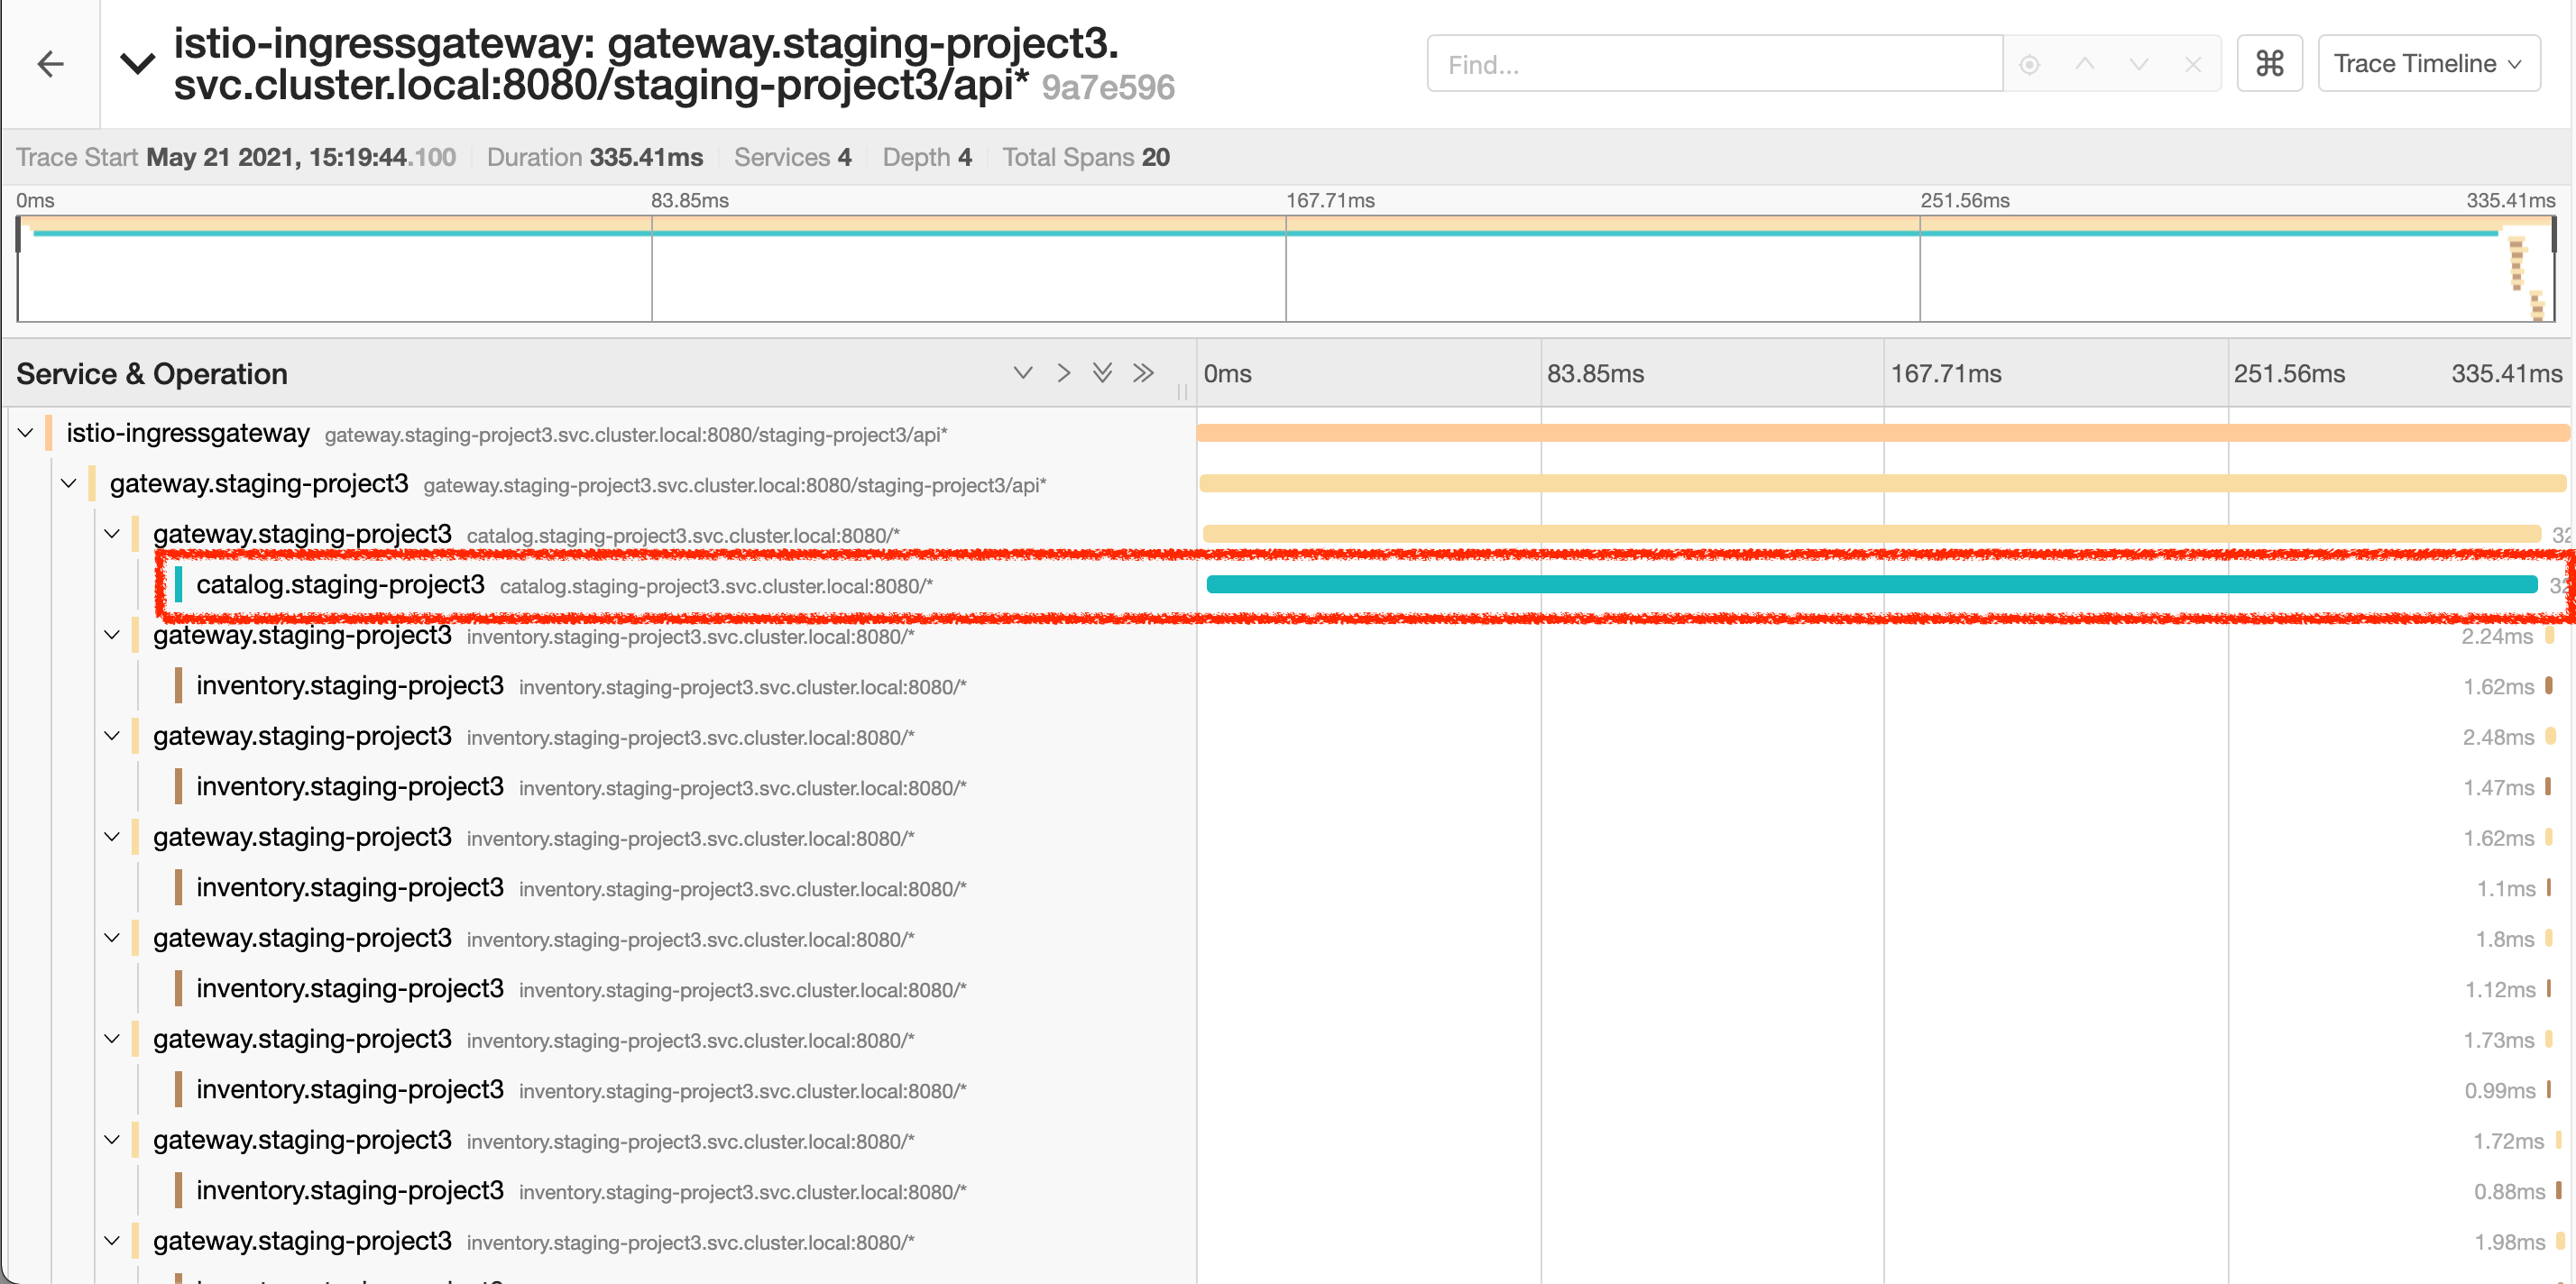 istio-ingressgateway: gateway.staging-project3.
svc.cluster.local:8080/staging-project3/api* 9a7e596
Find...
⌘
Trace Timeline
Trace Start May 21 2021, 15:19:44.100 Duration 335.41ms Services 4 Depth 4 Total Spans 20
0ms 83.85ms 167.71ms 251.56ms 335.41ms
Service & Operation 0ms 83.85ms 167.71ms 251.56ms 335.41ms
istio-ingressgateway gateway.staging-project3.svc.cluster.local:8080/staging-project3/api*
gateway.staging-project3 gateway.staging-project3.svc.cluster.local:8080/staging-project3/api*
gateway.staging-project3 catalog.staging-project3.svc.cluster.local:8080/*
catalog.staging-project3 catalog.staging-project3.svc.cluster.local:8080/*
gateway.staging-project3 inventory.staging-project3.svc.cluster.local:8080/* 2.24ms
inventory.staging-project3 inventory.staging-project3.svc.cluster.local:8080/* 1.62ms
gateway.staging-project3 inventory.staging-project3.svc.cluster.local:8080/* 2.48ms
inventory.staging-project3 inventory.staging-project3.svc.cluster.local:8080/* 1.47ms
gateway.staging-project3 inventory.staging-project3.svc.cluster.local:8080/* 1.62ms
inventory.staging-project3 inventory.staging-project3.svc.cluster.local:8080/* 1.1ms
gateway.staging-project3 inventory.staging-project3.svc.cluster.local:8080/* 1.8ms
inventory.staging-project3 inventory.staging-project3.svc.cluster.local:8080/* 1.12ms
gateway.staging-project3 inventory.staging-project3.svc.cluster.local:8080/* 1.73ms
inventory.staging-project3 inventory.staging-project3.svc.cluster.local:8080/* 0.99ms
gateway.staging-project3 inventory.staging-project3.svc.cluster.local:8080/* 1.72ms
inventory.staging-project3 inventory.staging-project3.svc.cluster.local:8080/* 0.88ms
gateway.staging-project3 inventory.staging-project3.svc.cluster.local:8080/* 1.98ms